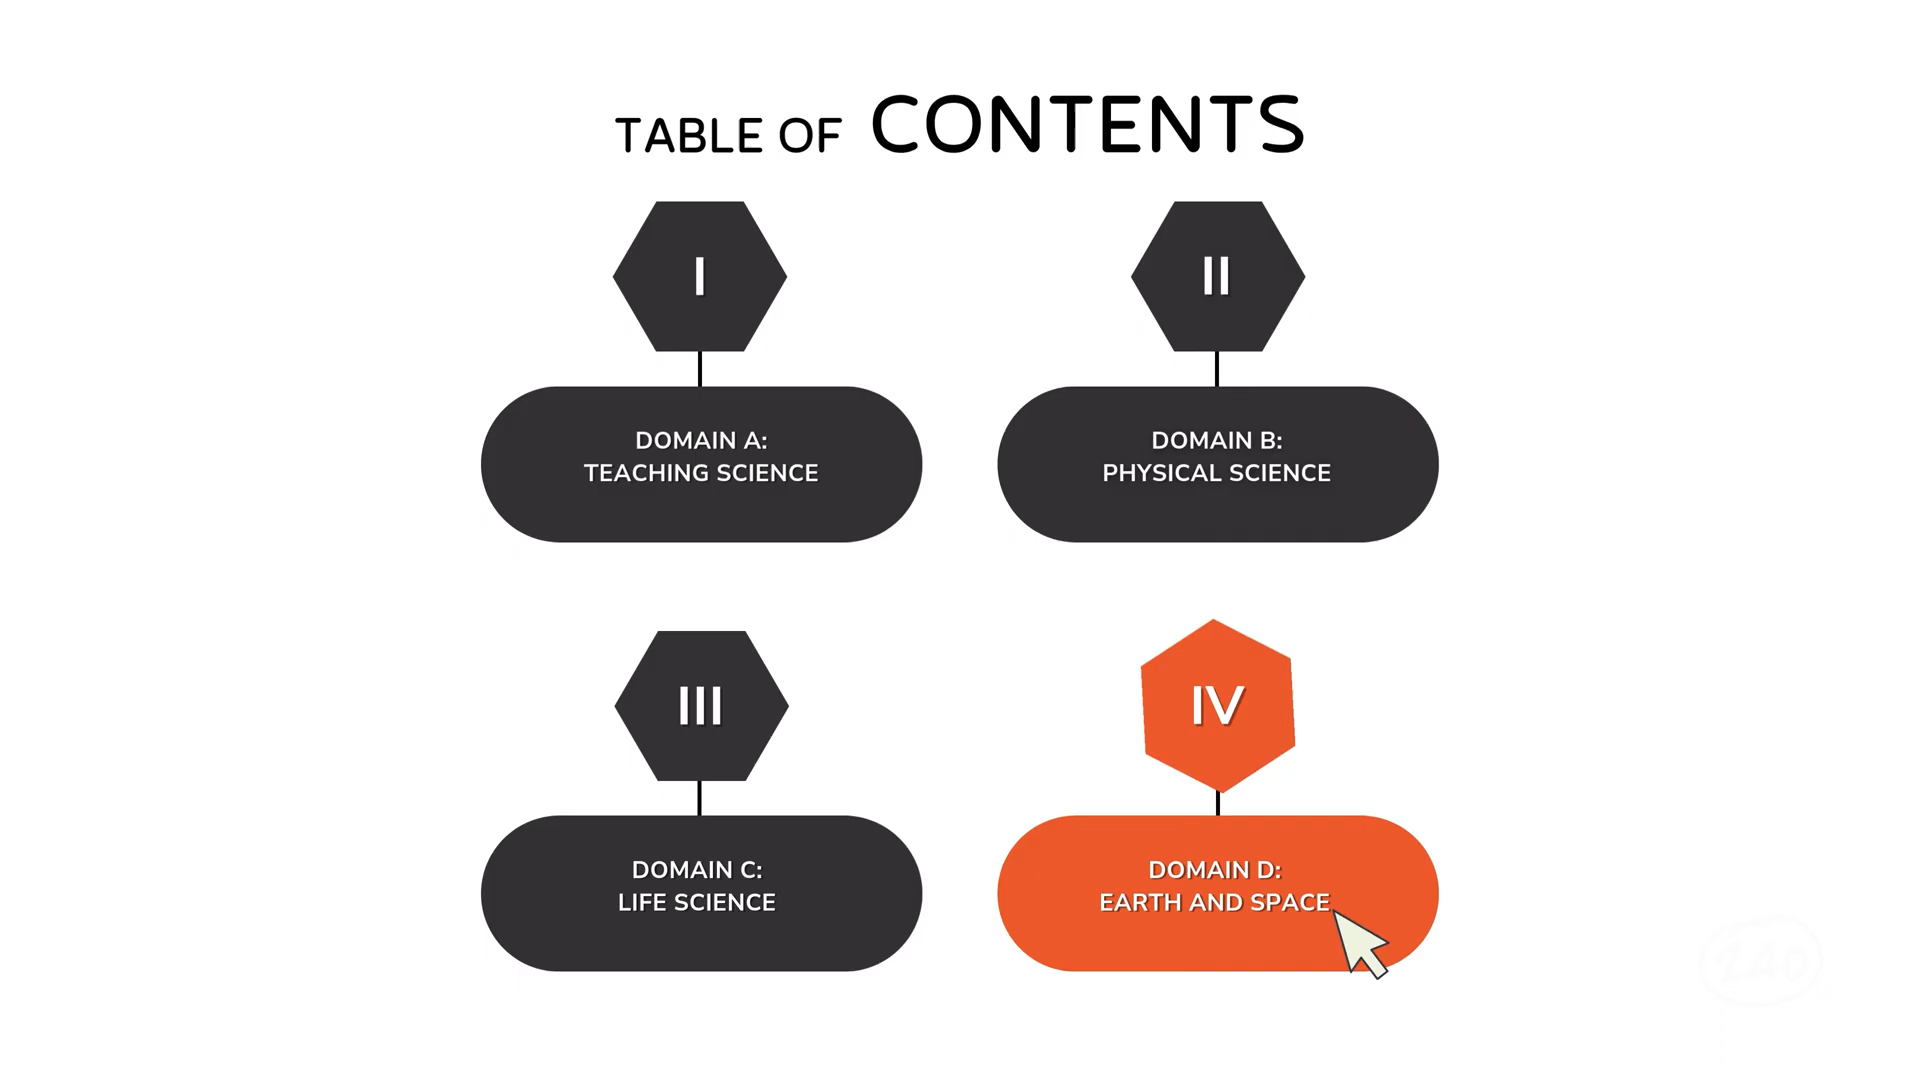 TABLE OF CONTENTS
I
II
DOMAIN A:
TEACHING SCIENCE
DOMAIN B:
PHYSICAL SCIENCE
III
IV
DOMAIN C:
LIFE SCIENCE
DOMAIN D:
EARTH AND SPACE